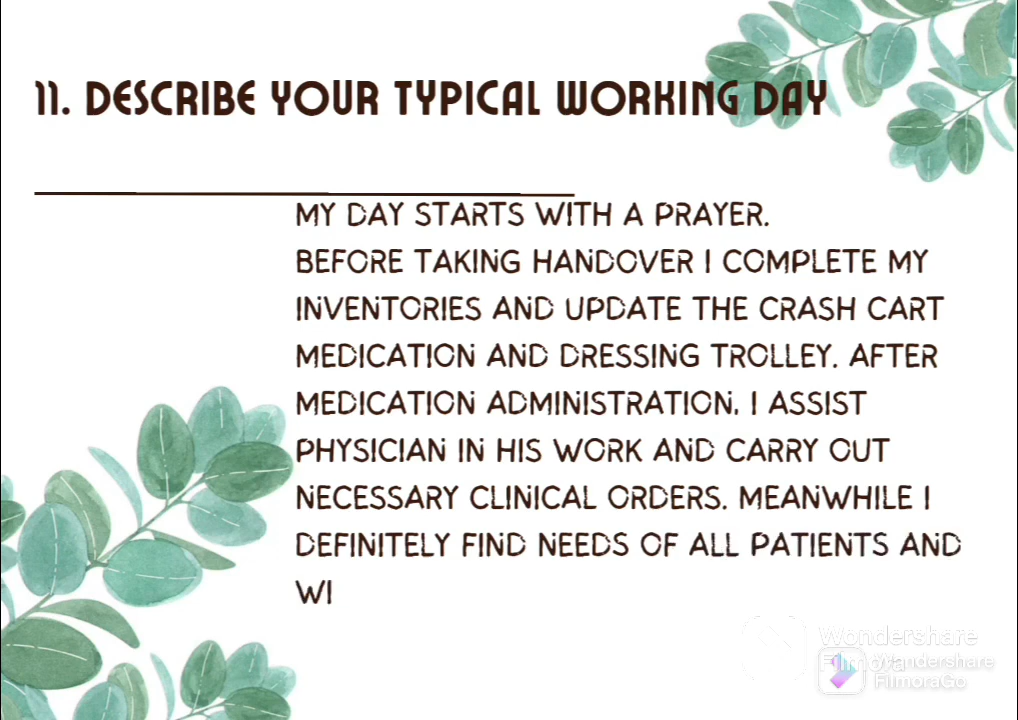 11. DESCRIBE YOUR TYPICAL WORKING DAY
MY DAY STARTS WITH A PRAYER.
BEFORE TAKING HANDOVER I COMPLETE MY
INVENTORIES AND UPDATE THE CRASH CART
MEDICATION AND DRESSING TROLLEY. AFTER
MEDICATION ADMINISTRATION, I ASSIST
PHYSICIAN IN HIS WORK AND CARRY OUT
NECESSARY CLINICAL ORDERS. MEANWHILE I
DEFINITELY FIND NEEDS OF ALL PATIENTS AND
WI
Wondershare
Filmora
Wondershare
FilmoraGo